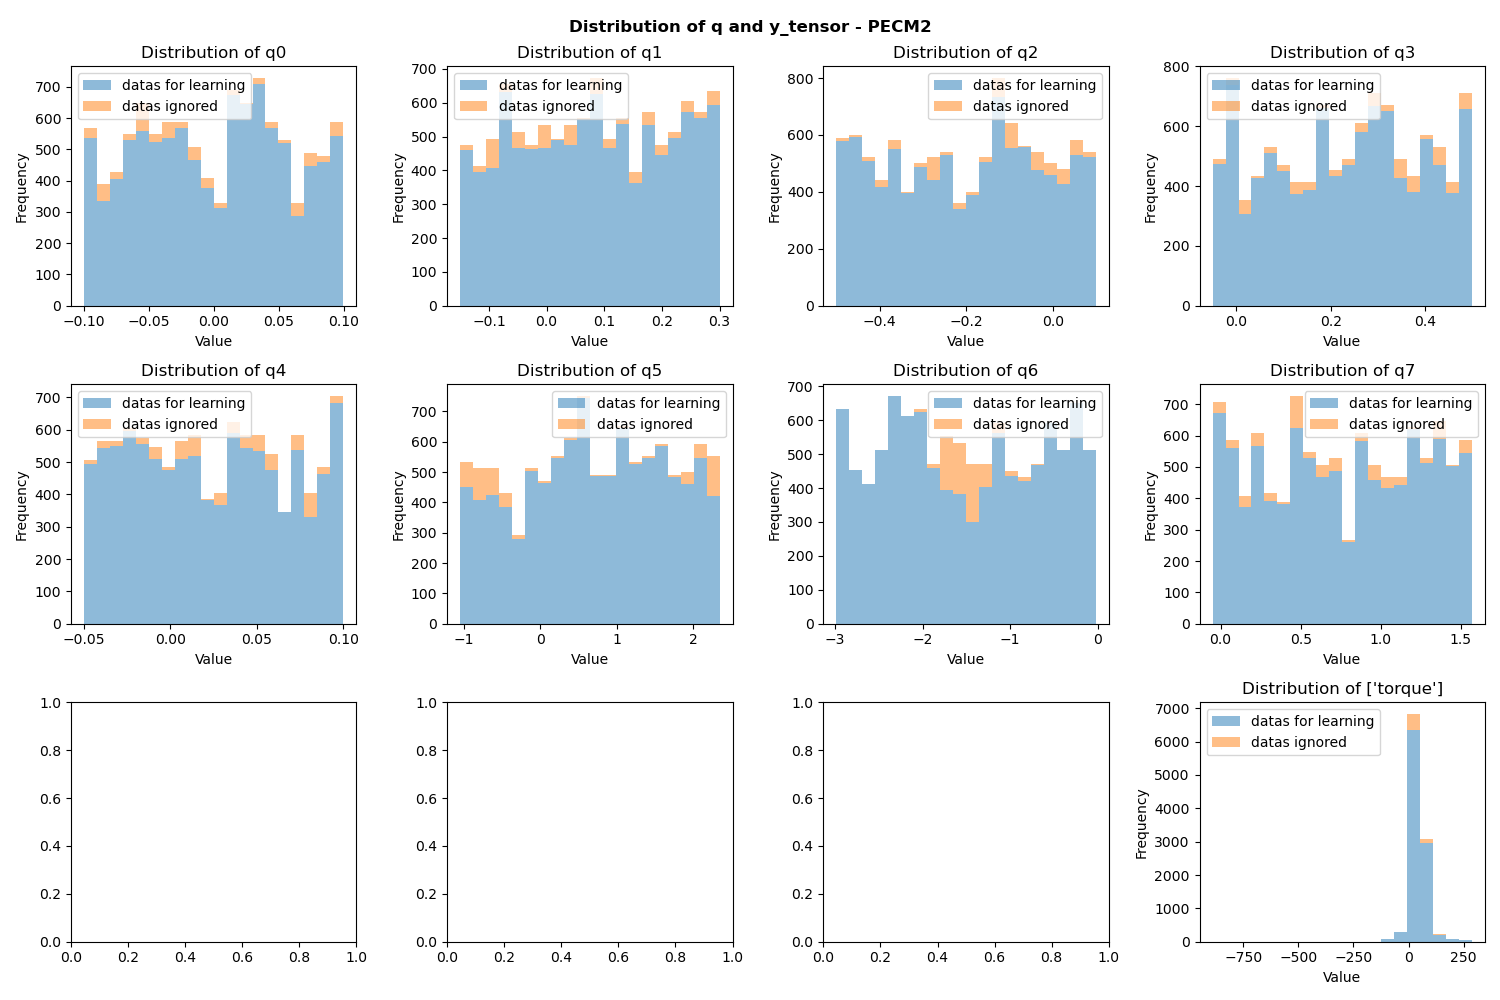 Distribution of q and y_tensor - PECM2
Distribution of q0
datas for learning
datas ignored
Frequency
0
100
200
300
400
500
600
700
−0.10 −0.05 0.00 0.05 0.10
Value
Distribution of q1
datas for learning
datas ignored
Frequency
0
100
200
300
400
500
600
700
−0.1 0.0 0.1 0.2 0.3
Value
Distribution of q2
datas for learning
datas ignored
Frequency
0
200
400
600
800
−0.4 −0.2 0.0
Value
Distribution of q3
datas for learning
datas ignored
Frequency
0
200
400
600
800
0.0 0.2 0.4
Value
Distribution of q4
datas for learning
datas ignored
Frequency
0
100
200
300
400
500
600
700
−0.05 0.00 0.05 0.10
Value
Distribution of q5
datas for learning
datas ignored
Frequency
0
100
200
300
400
500
600
700
−1 0 1 2
Value
Distribution of q6
datas for learning
datas ignored
Frequency
0
100
200
300
400
500
600
700
−3 −2 −1 0
Value
Distribution of q7
datas for learning
datas ignored
Frequency
0
100
200
300
400
500
600
700
0.0 0.5 1.0 1.5
Value
0.0
0.2
0.4
0.6
0.8
1.0
0.0 0.2 0.4 0.6 0.8 1.0
0.0
0.2
0.4
0.6
0.8
1.0
0.0 0.2 0.4 0.6 0.8 1.0
0.0
0.2
0.4
0.6
0.8
1.0
0.0 0.2 0.4 0.6 0.8 1.0
Distribution of ['torque']
datas for learning
datas ignored
Frequency
0
1000
2000
3000
4000
5000
6000
7000
−750 −500 −250 0 250
Value